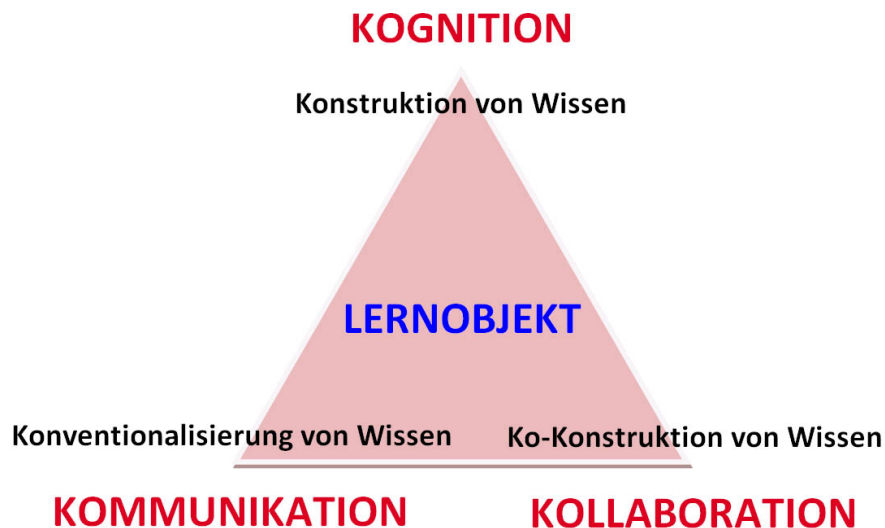 KOGNITION
Konstruktion von Wissen
LERNOBJEKT
Konventionalisierung von Wissen
Ko-Konstruktion von Wissen
KOMMUNIKATION
KOLLABORATION